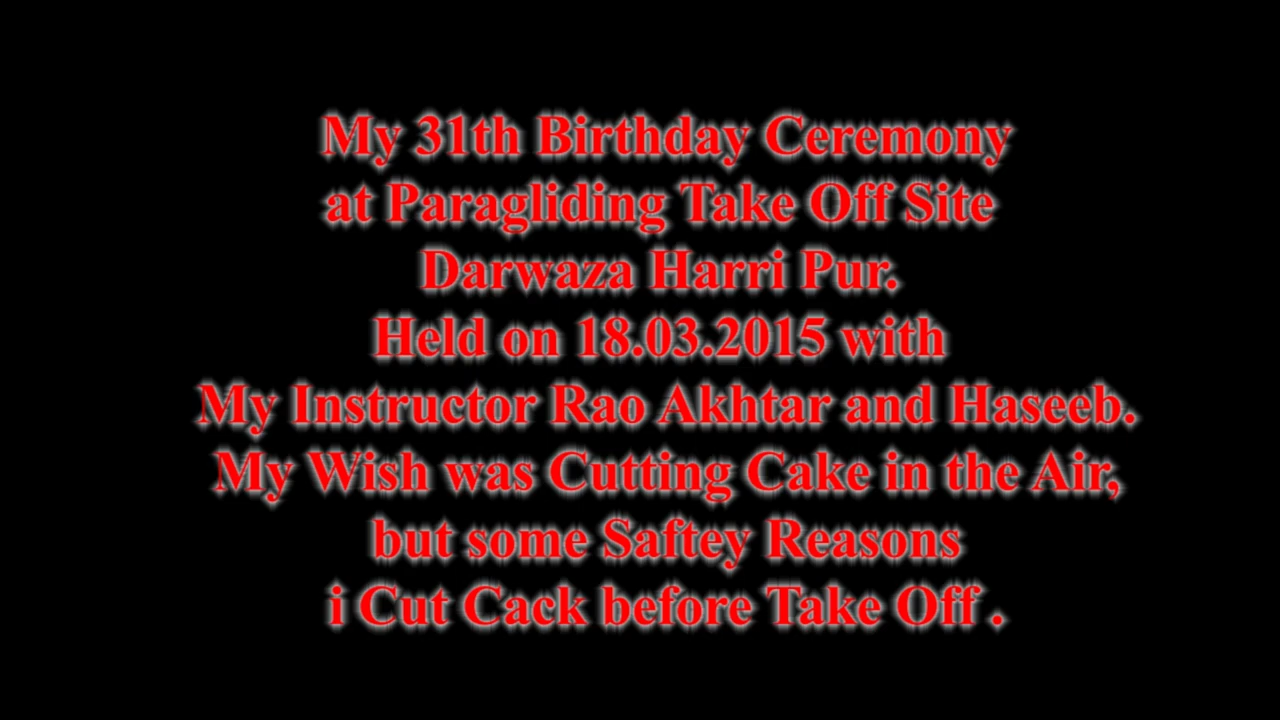 My 31th Birthday Ceremony
at Paragliding Take Off Site
Darwaza Harri Pur.
Held on 18.03.2015 with
My Instructor Rao Akhtar and Haseeb.
My Wish was Cutting Cake in the Air,
but some Saftey Reasons
i Cut Cack before Take Off .